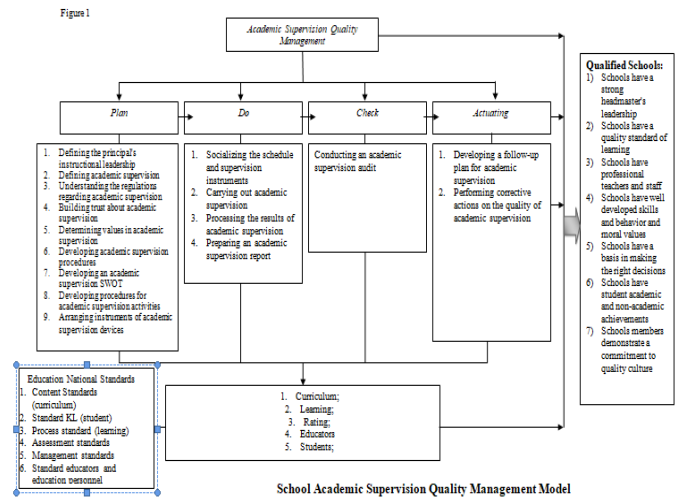 Figure 1
Academic Supervision Quality
Management
Plan
Do
Check
Actuating
1. Defining the principal's
instructional leadership
2. Defining academic supervision
3. Understanding the regulations
regarding academic supervision
4. Building trust about academic
supervision
5. Determining values in academic
supervision
6. Developing academic supervision
procedures
7. Developing an academic
supervision SWOT
8. Developing procedures for
academic supervision activities
9. Arranging instruments of academic
supervision devices
1. Socializing the schedule
and supervision
instruments
2. Carrying out academic
supervision
3. Processing the results of
academic supervision
4. Preparing an academic
supervision report
Conducting an academic
supervision audit
1. Developing a follow-up
plan for academic
supervision
2. Performing corrective
actions on the quality of
academic supervision
Qualified Schools:
1) Schools have a
strong
headmaster's
leadership
2) Schools have a
quality standard of
learning
3) Schools have
professional
teachers and staff
4) Schools have well
developed skills
and behavior and
moral values
5) Schools have a
basis in making
the right decisions
6) Schools have
student academic
and non-academic
achievements
7) Schools members
demonstrate a
commitment to
quality culture
Education National Standards
1. Content Standards
(curriculum)
2. Standard KL (student)
3. Process standard (learning)
4. Assessment standards
5. Management standards
6. Standard educators and
education personnel
1. Curriculum;
2. Learning;
3. Rating;
4. Educators
5. Students;
School Academic Supervision Quality Management Model